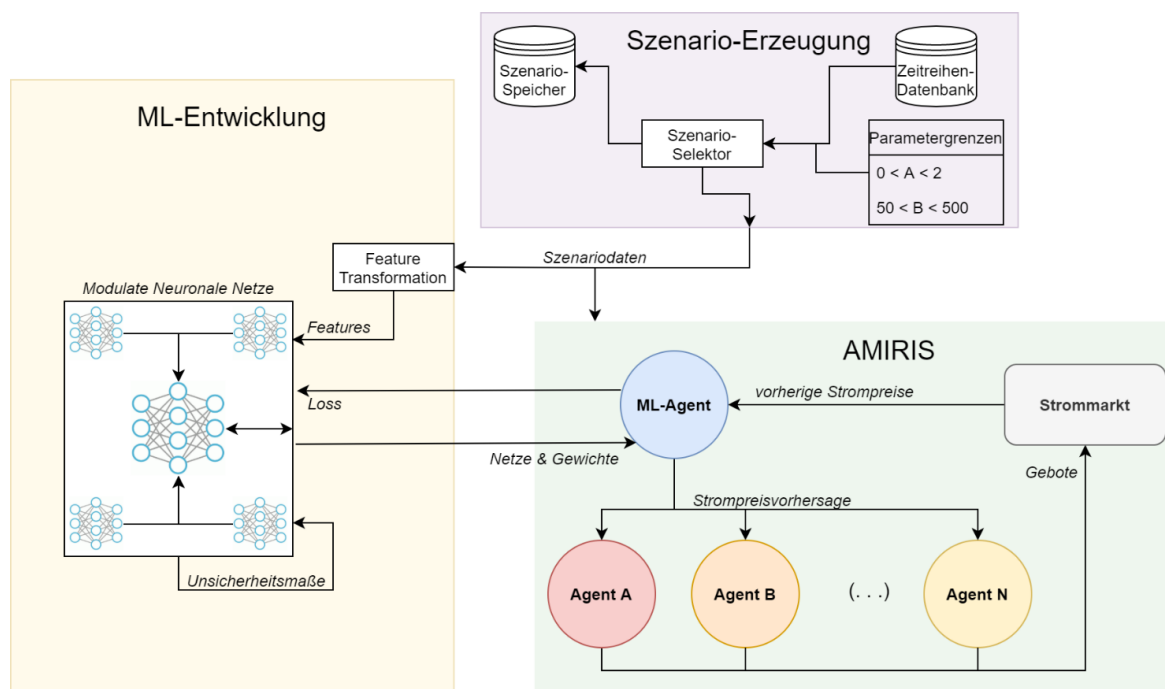 Szenario-Erzeugung
Szenario-
Speicher
Zeitreihen-
Datenbank
Szenario-
Selektor
Parametergrenzen
0 < A < 2
50 < B < 500
ML-Entwicklung
Feature
Transformation
Szenariodaten
Modulate Neuronale Netze
Features
Loss
Netze & Gewichte
Unsicherheitsmaße
AMIRIS
ML-Agent
vorherige Strompreise
Strommarkt
Gebote
Strompreisvorhersage
Agent A
Agent B
(. . .)
Agent N